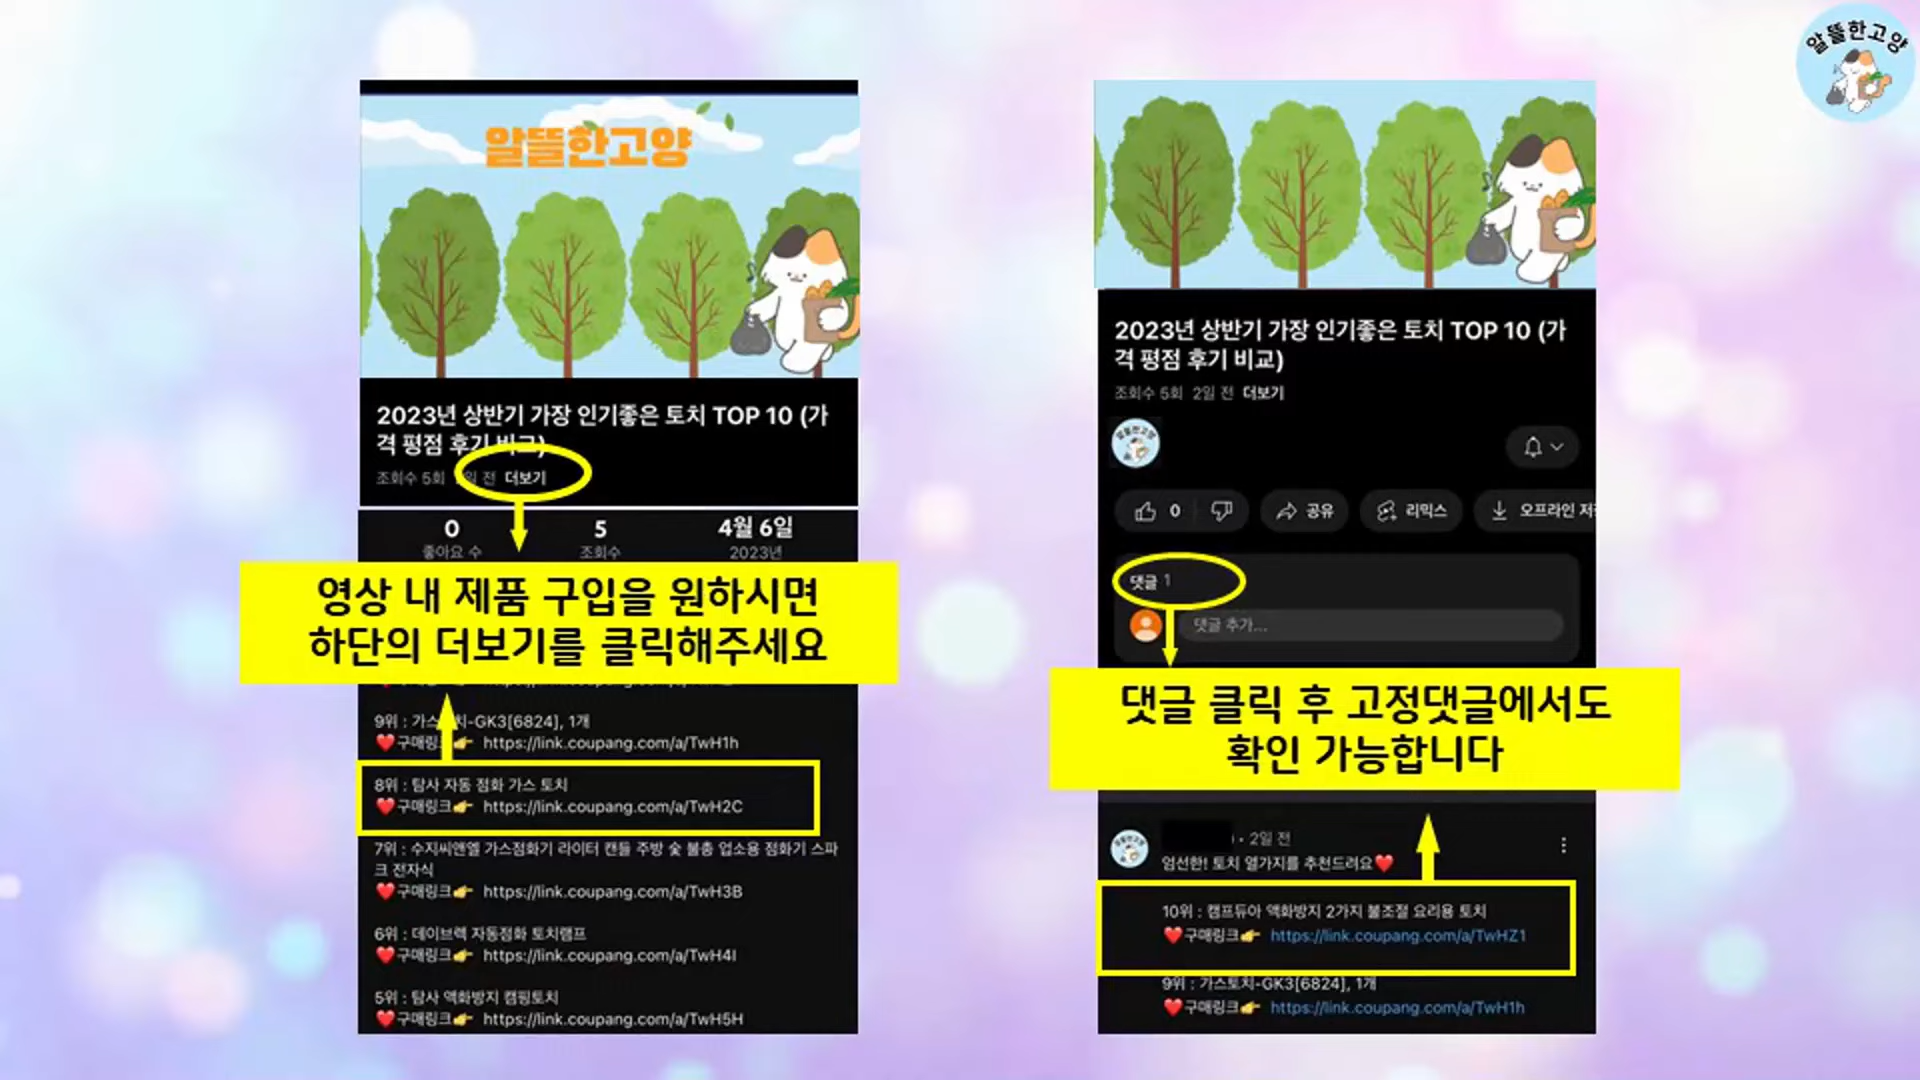 알뜰한고양
알뜰한고양
2023년 상반기 가장 인기좋은 토치 TOP 10 (가
격 평점 후기 비교)
조회수 5회 일 전 더보기
0 5 4월 6일
좋아요 수 조회수 2023년
영상 내 제품 구입을 원하시면
하단의 더보기를 클릭해주세요
9위 : 가스토치-GK3[6824], 1개
❤️구매링크👉 https://link.coupang.com/a/TwH1h
8위 : 탐사 자동 점화 가스 토치
❤️구매링크👉 https://link.coupang.com/a/TwH2C
7위 : 수지씨앤엘 가스점화기 라이터 캔들 주방 숯 불총 업소용 점화기 스파
크 전자식
❤️구매링크👉 https://link.coupang.com/a/TwH3B
6위 : 데이브렉 자동점화 토치램프
❤️구매링크👉 https://link.coupang.com/a/TwH4I
5위 : 탐사 액화방지 캠핑토치
❤️구매링크👉 https://link.coupang.com/a/TwH5H
2023년 상반기 가장 인기좋은 토치 TOP 10 (가
격 평점 후기 비교)
조회수 5회 2일 전 더보기
알뜰한고양
0 공유 리믹스 오프라인 저
댓글 1
댓글 추가...
댓글 클릭 후 고정댓글에서도
확인 가능합니다
• 2일 전
엄선한! 토치 열가지를 추천드려요❤️
10위 : 캠프듀아 액화방지 2가지 불조절 요리용 토치
❤️구매링크👉 https://link.coupang.com/a/TwHZ1
9위 : 가스토치-GK3[6824], 1개
❤️구매링크👉 https://link.coupang.com/a/TwH1h